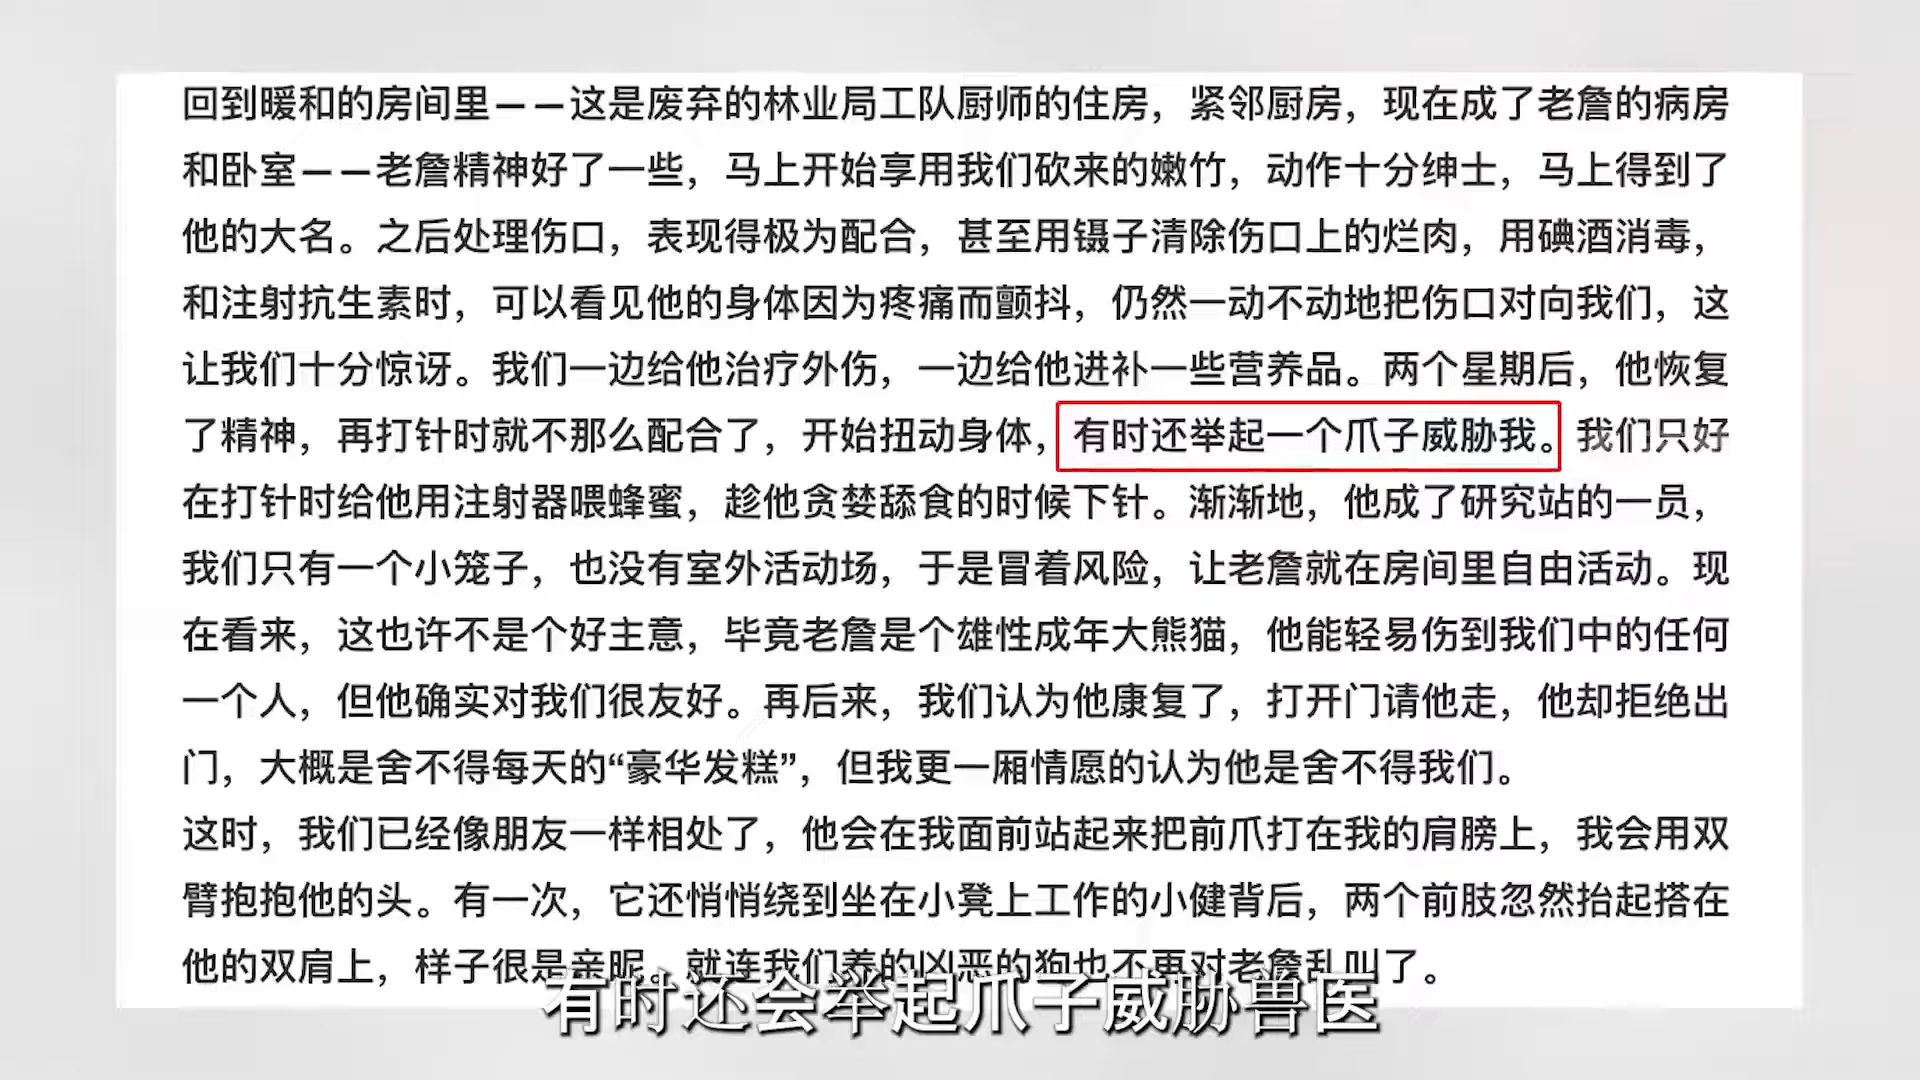 回到暖和的房间里——这是废弃的林业局工队厨师的住房，紧邻厨房，现在成了老詹的病房
和卧室——老詹精神好了一些，马上开始享用我们砍来的嫩竹，动作十分绅士，马上得到了
他的大名。之后处理伤口，表现得极为配合，甚至用镊子清除伤口上的烂肉，用碘酒消毒，
和注射抗生素时，可以看见他的身体因为疼痛而颤抖，仍然一动不动地把伤口对向我们，这
让我们十分惊讶。我们一边给他治疗外伤，一边给他进补一些营养品。两个星期后，他恢复
了精神，再打针时就不那么配合了，开始扭动身体，有时还举起一个爪子威胁我。我们只好
在打针时给他用注射器喂蜂蜜，趁他贪婪舔食的时候下针。渐渐地，他成了研究站的一员，
我们只有一个小笼子，也没有室外活动场，于是冒着风险，让老詹就在房间里自由活动。现
在看来，这也许不是个好主意，毕竟老詹是个雄性成年大熊猫，他能轻易伤到我们中的任何
一个人，但他确实对我们很友好。再后来，我们认为他康复了，打开门请他走，他却拒绝出
门，大概是舍不得每天的“豪华发糕”，但我更一厢情愿的认为他是舍不得我们。
这时，我们已经像朋友一样相处了，他会在我面前站起来把前爪打在我的肩膀上，我会用双
臂抱抱他的头。有一次，它还悄悄绕到坐在小凳上工作的小健背后，两个前肢忽然抬起搭在
他的双肩上，样子很是亲昵。就连我们养的凶恶的狗也不再对老詹乱叫了。
有时还会举起爪子威胁兽医